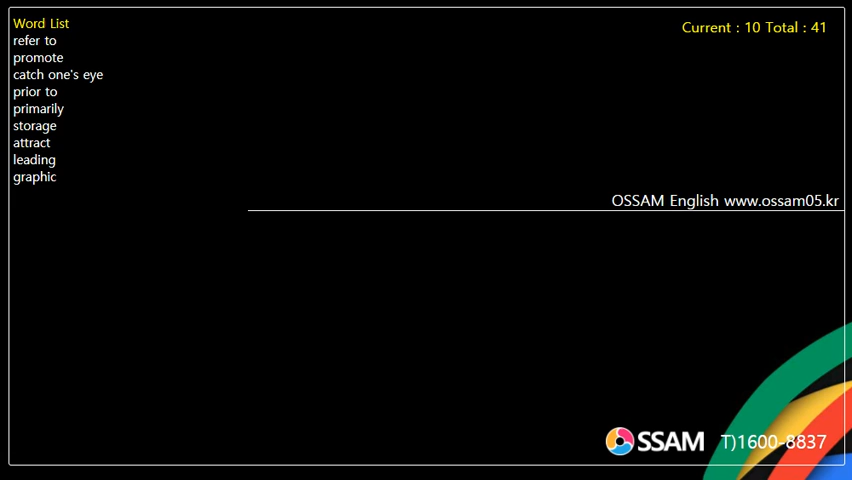 Word List
refer to
promote
catch one's eye
prior to
primarily
storage
attract
leading
graphic
Current : 10 Total : 41
OSSAM English www.ossam05.kr
OSSAM T)1600-8837